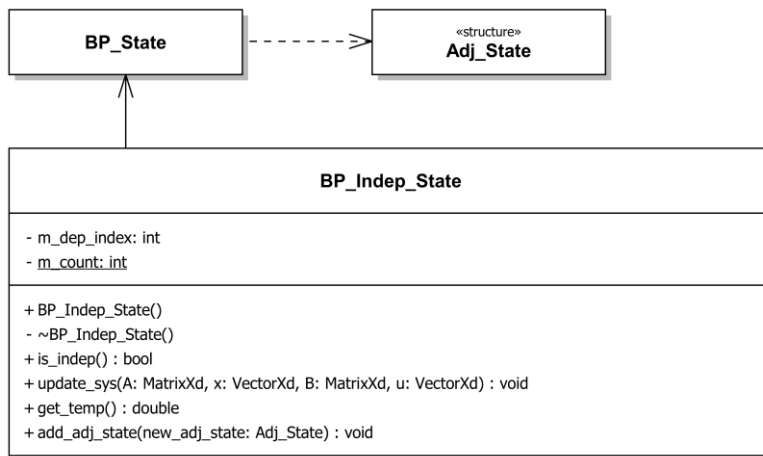 BP_State
«structure»
Adj_State
BP_Indep_State
- m_dep_index: int
- m_count: int
+ BP_Indep_State()
- ~BP_Indep_State()
+ is_indep() : bool
+ update_sys(A: MatrixXd, x: VectorXd, B: MatrixXd, u: VectorXd) : void
+ get_temp() : double
+ add_adj_state(new_adj_state: Adj_State) : void